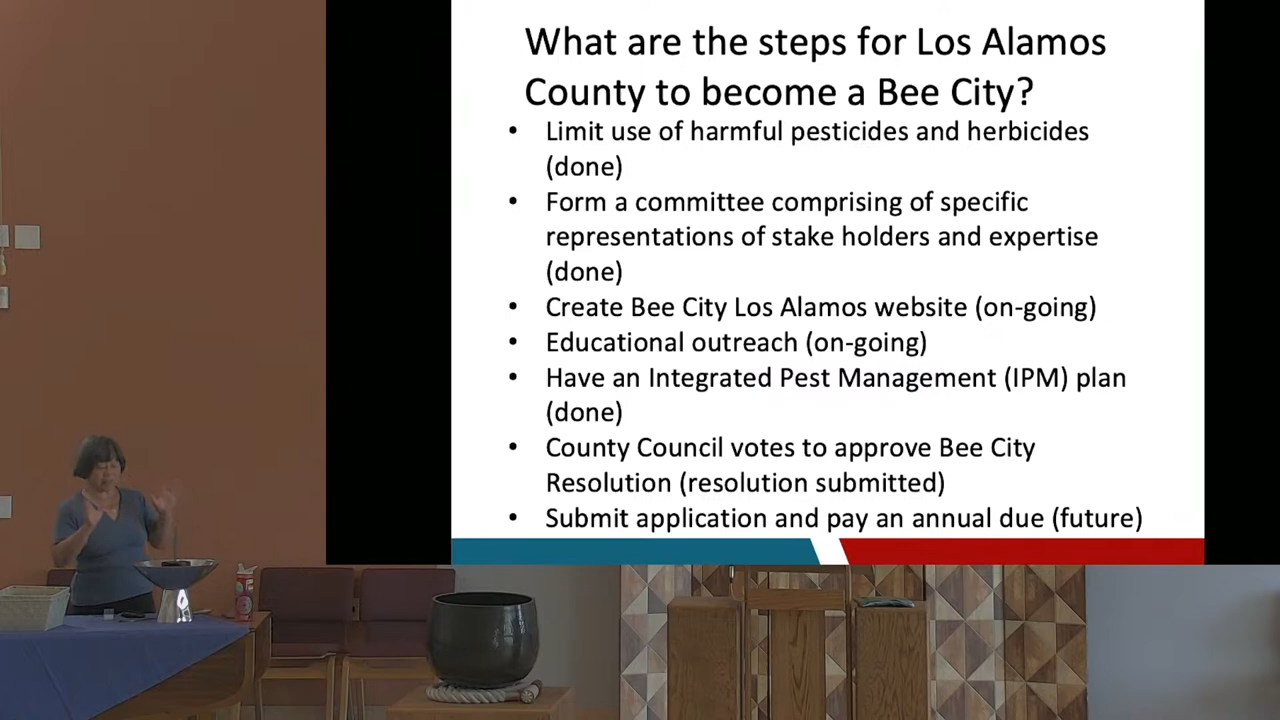 What are the steps for Los Alamos
County to become a Bee City?
• Limit use of harmful pesticides and herbicides
(done)
• Form a committee comprising of specific
representations of stake holders and expertise
(done)
• Create Bee City Los Alamos website (on-going)
• Educational outreach (on-going)
• Have an Integrated Pest Management (IPM) plan
(done)
• County Council votes to approve Bee City
Resolution (resolution submitted)
• Submit application and pay an annual due (future)